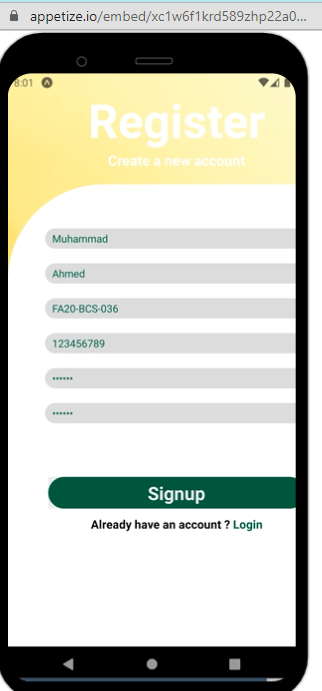 appetize.io/embed/xc1w6f1krd589zhp22a0...
8:01
Register
Create a new account
Muhammad
Ahmed
FA20-BCS-036
123456789
••••••
••••••
Signup
Already have an account ? Login